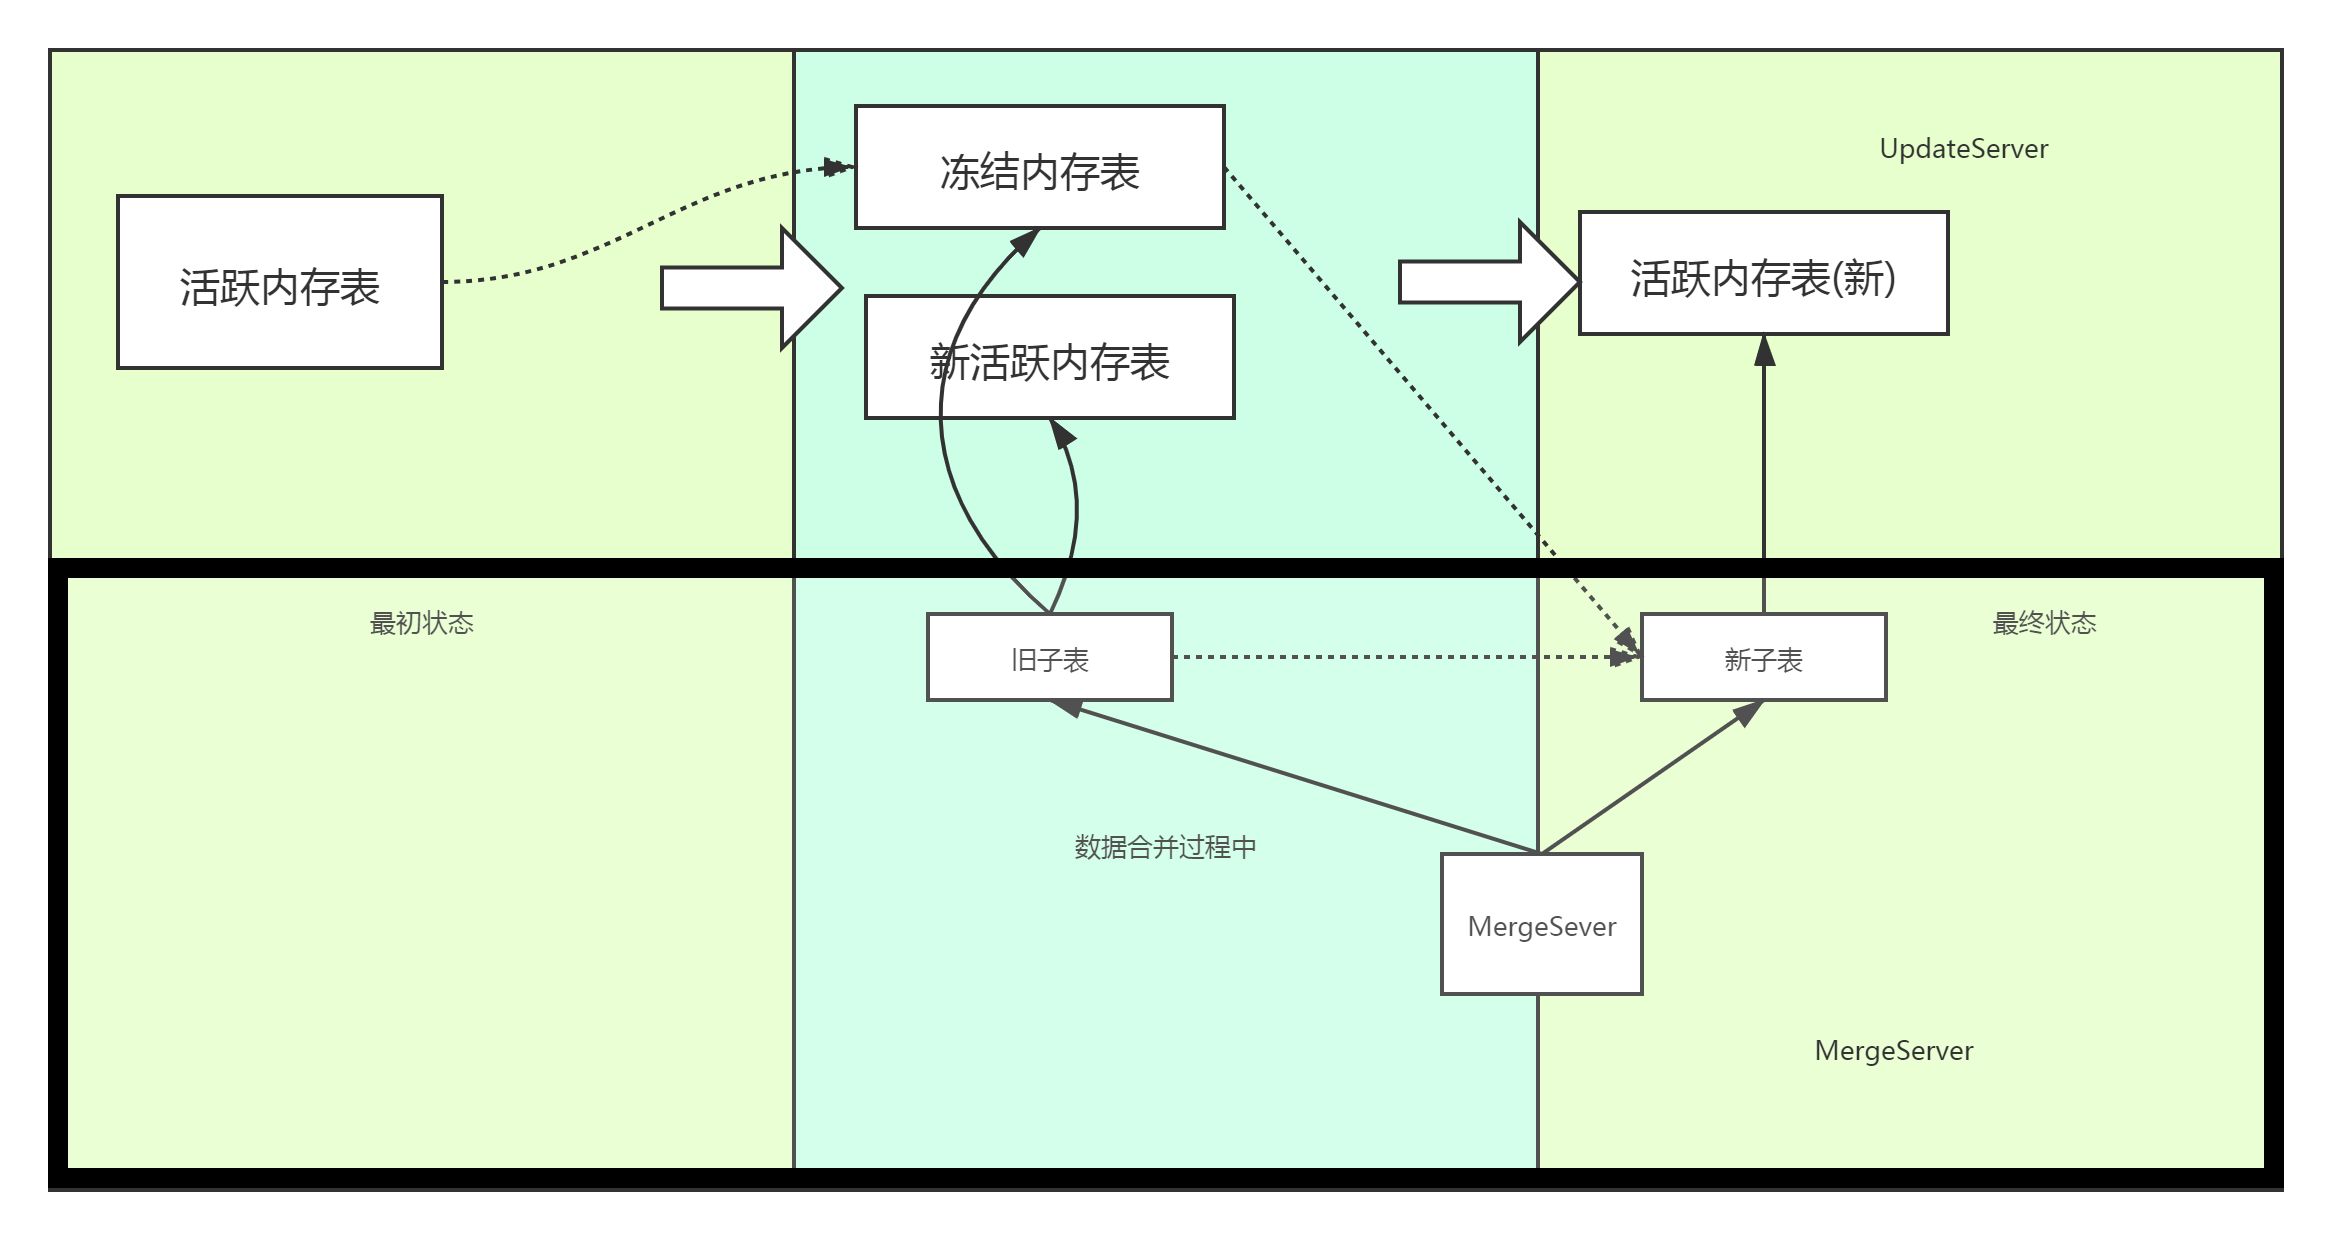 UpdateServer
冻结内存表
活跃内存表
活跃内存表(新)
新活跃内存表
最初状态
最终状态
旧子表
新子表
数据合并过程中
MergeSever
MergeServer